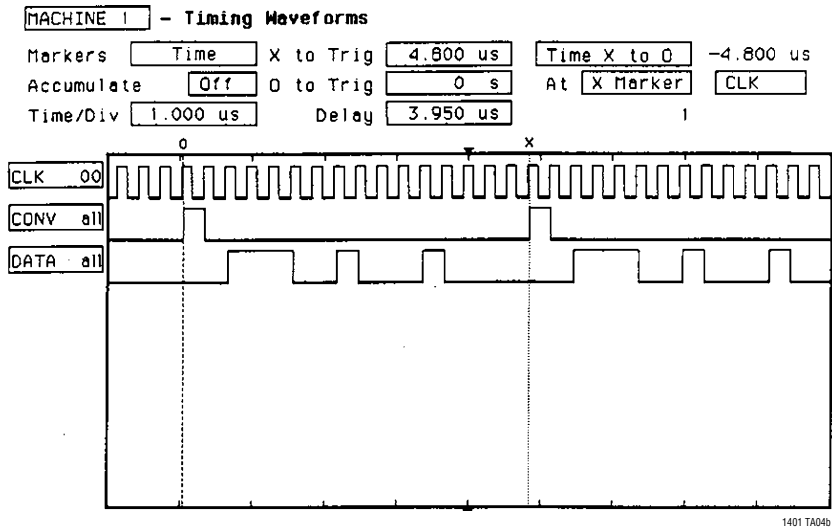 MACHINE 1 - Timing Waveforms
Markers Time X to Trig 4.800 us Time X to O -4.800 us
Accumulate Off O to Trig 0 s At X Marker CLK
Time/Div 1.000 us Delay 3.950 us 1
O X
CLK 00
CONV all
DATA all
1401 TA04b